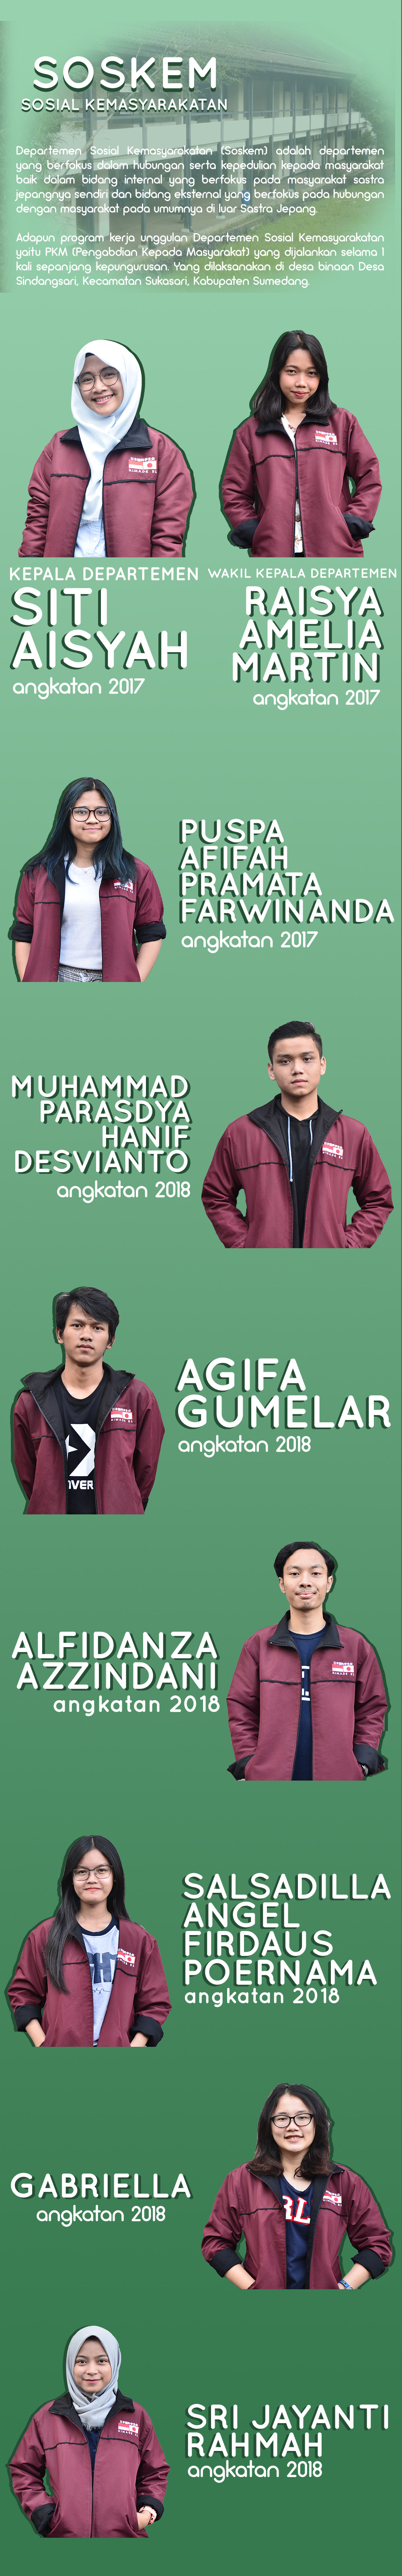 SOSKEM
SOSIAL KEMASYARAKATAN
Departemen Sosial Kemasyarakatan (Soskem) adalah departemen
yang berfokus dalam hubungan serta kepedulian kepada masyarakat
baik dalam bidang internal yang berfokus pada masyarakat sastra
jepangnya sendiri dan bidang eksternal yang berfokus pada hubungan
dengan masyarakat pada umumnya di luar Sastra Jepang.
Adapun program kerja unggulan Departemen Sosial Kemasyarakatan
yaitu PKM (Pengabdian Kepada Masyarakat) yang dijalankan selama 1
kali sepanjang kepungurusan. Yang dilaksanakan di desa binaan Desa
Sindangsari, Kecamatan Sukasari, Kabupaten Sumedang.
KEPALA DEPARTEMEN
SITI
AISYAH
angkatan 2017
WAKIL KEPALA DEPARTEMEN
RAISYA
AMELIA
MARTIN
angkatan 2017
PUSPA
AFIFAH
PRAMATA
FARWINANDA
angkatan 2017
MUHAMMAD
PARASDYA
HANIF
DESVIANTO
angkatan 2018
AGIFA
GUMELAR
angkatan 2018
ALFIDANZA
AZZINDANI
angkatan 2018
SALSADILLA
ANGEL
FIRDAUS
POERNAMA
angkatan 2018
GABRIELLA
angkatan 2018
SRI JAYANTI
RAHMAH
angkatan 2018